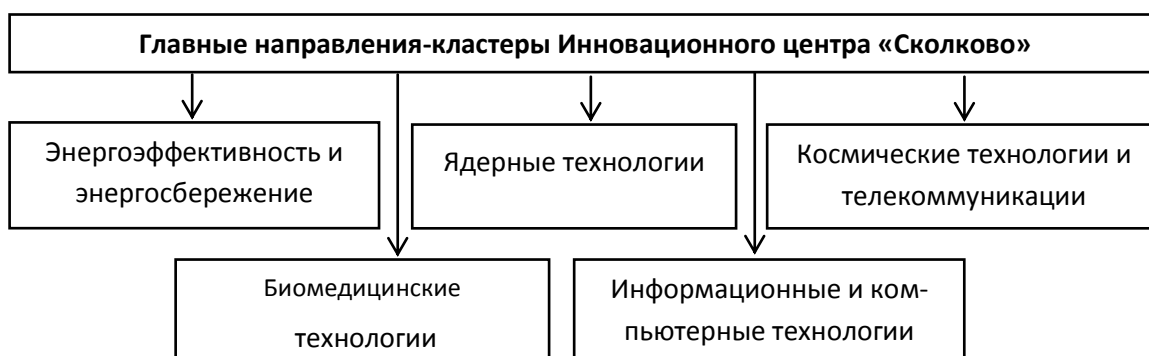 Главные направления-кластеры Инновационного центра «Сколково»
Энергоэффективность и
энергосбережение
Ядерные технологии
Космические технологии и
телекоммуникации
Биомедицинские
технологии
Информационные и ком-
пьютерные технологии